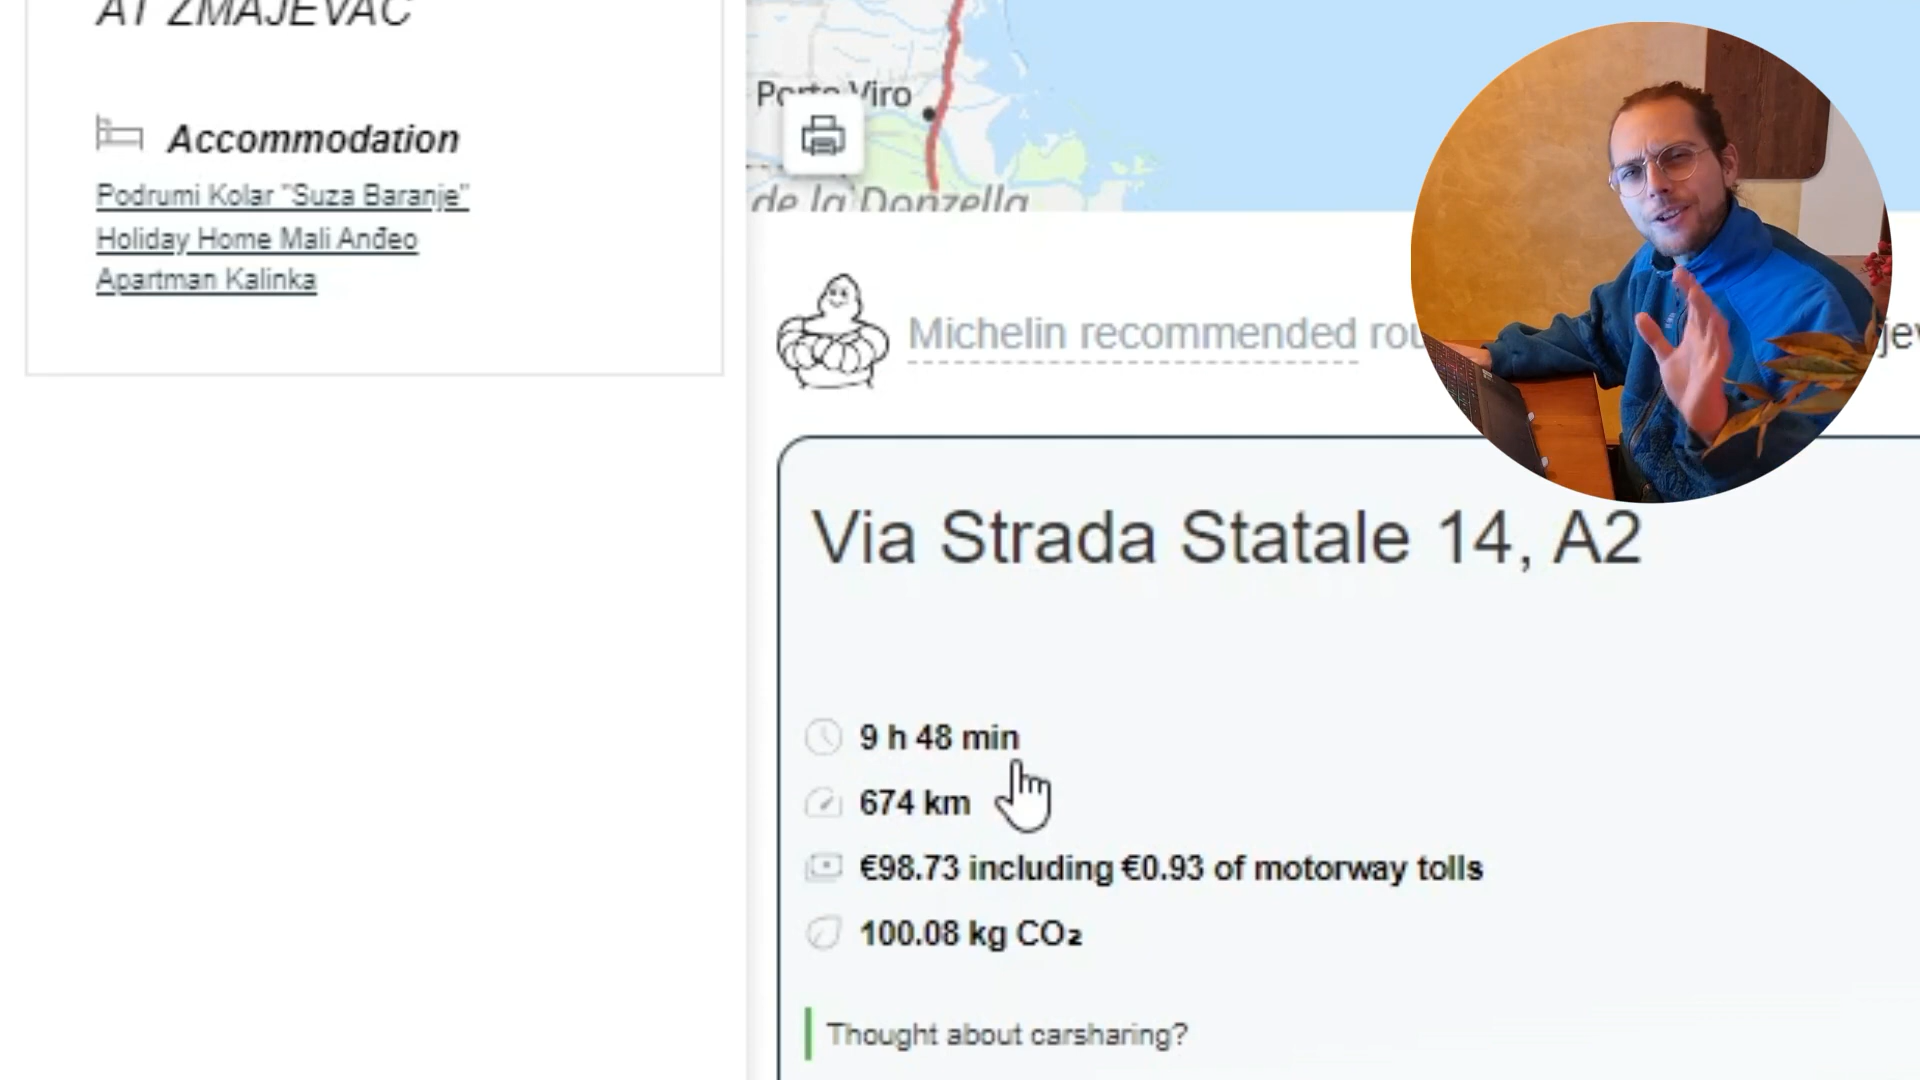 AT ZMAJEVAC
Accommodation
Podrumi Kolar "Suza Baranje"
Holiday Home Mali Anđeo
Apartman Kalinka
Porto Viro
de la Donzella
Michelin recommended
Via Strada Statale 14, A2
9 h 48 min
674 km
€98.73 including €0.93 of motorway tolls
100.08 kg CO₂
Thought about carsharing?